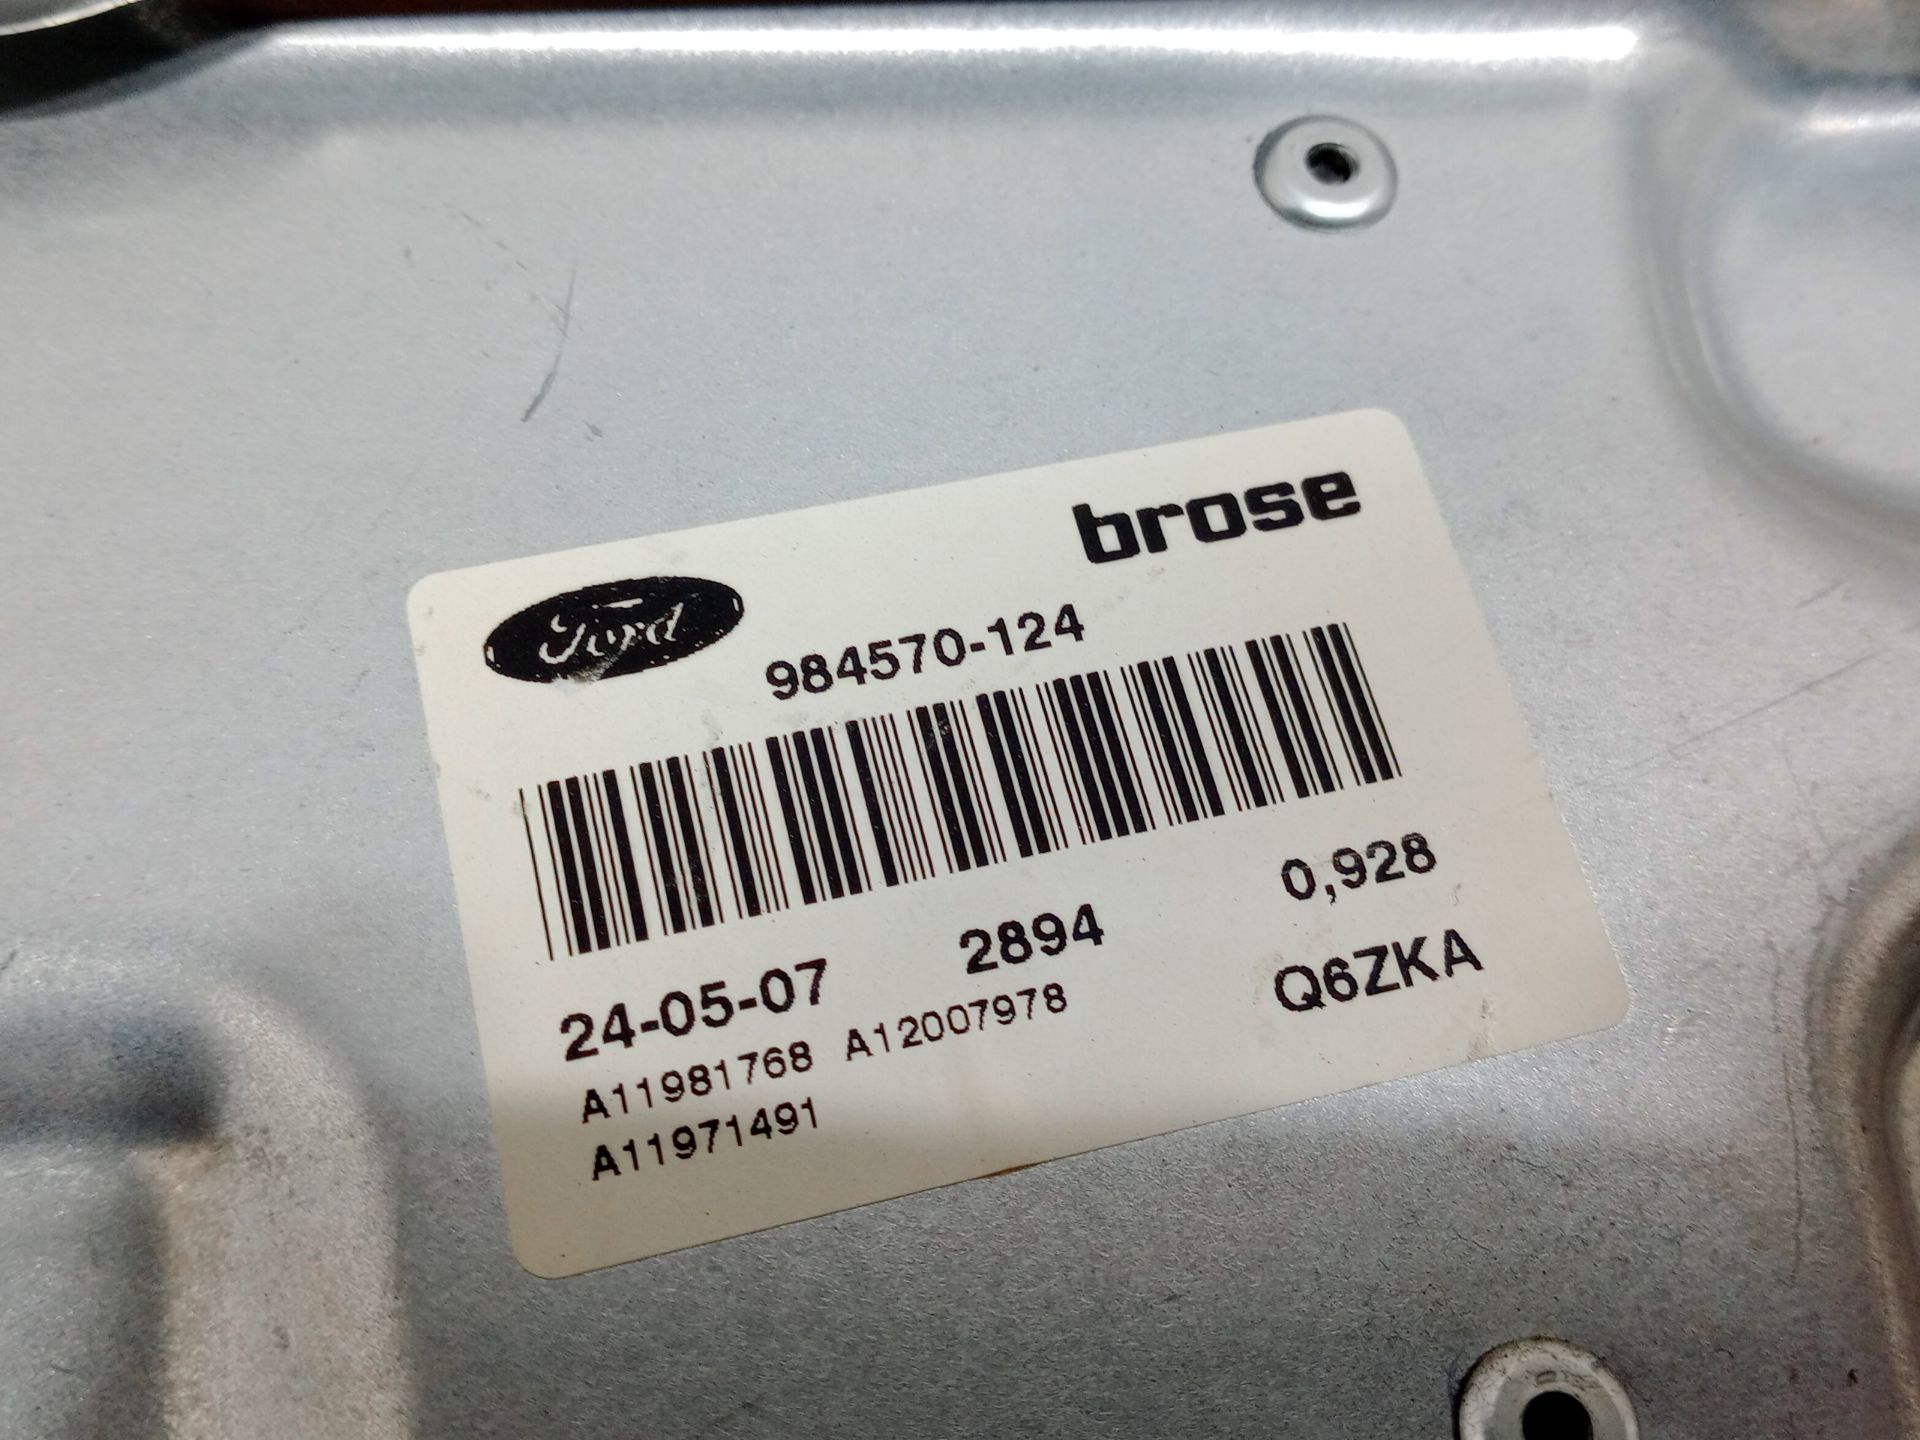 brose
Ford 984570-124
0,928
24-05-07 2894 Q6ZKA
A11981768 A12007978
A11971491